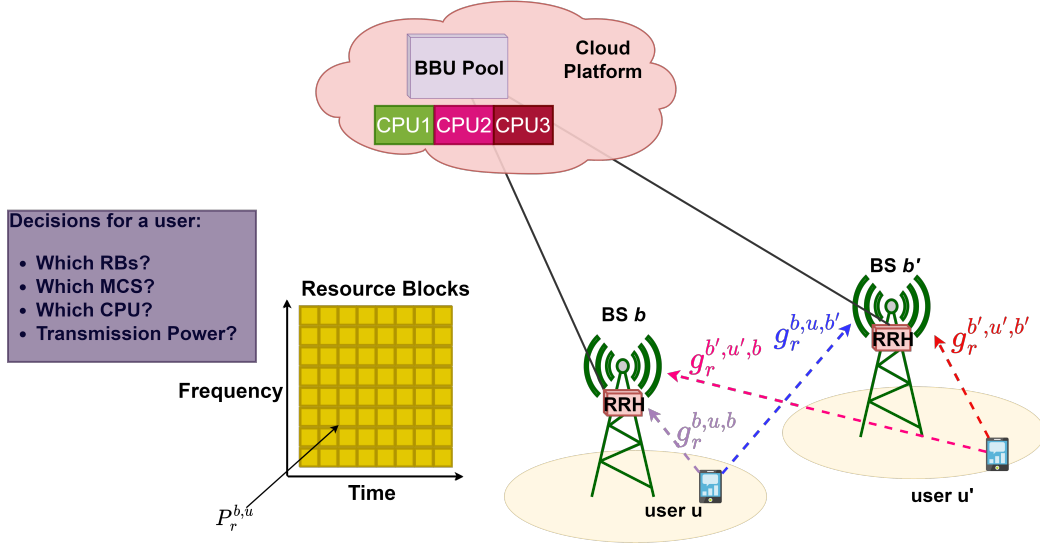 BBU Pool
Cloud
Platform
CPU1 CPU2 CPU3
Decisions for a user:
• Which RBs?
• Which MCS?
• Which CPU?
• Transmission Power?
Resource Blocks
Frequency
Time
$P_r^{b,u}$
BS b
RRH
BS b'
RRH
$g_r^{b,u,b'}$
$g_r^{b',u',b'}$
$g_r^{b',u',b}$
$g_r^{b,u,b}$
user u
user u'